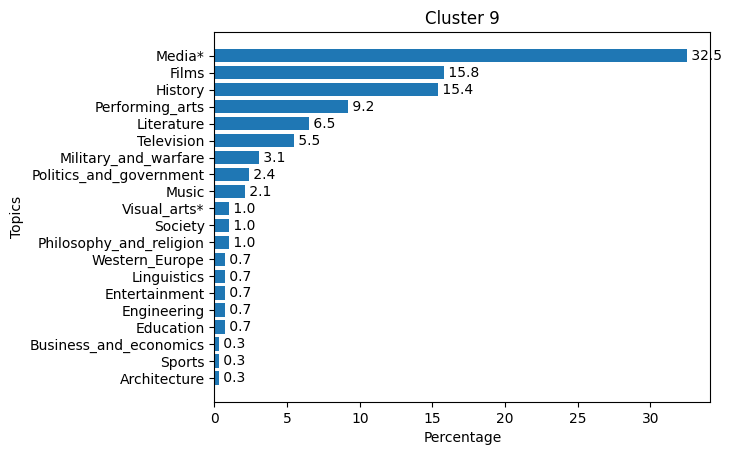 Cluster 9
Topics
Media* 32.5
Films 15.8
History 15.4
Performing_arts 9.2
Literature 6.5
Television 5.5
Military_and_warfare 3.1
Politics_and_government 2.4
Music 2.1
Visual_arts* 1.0
Society 1.0
Philosophy_and_religion 1.0
Western_Europe 0.7
Linguistics 0.7
Entertainment 0.7
Engineering 0.7
Education 0.7
Business_and_economics 0.3
Sports 0.3
Architecture 0.3
0 5 10 15 20 25 30
Percentage